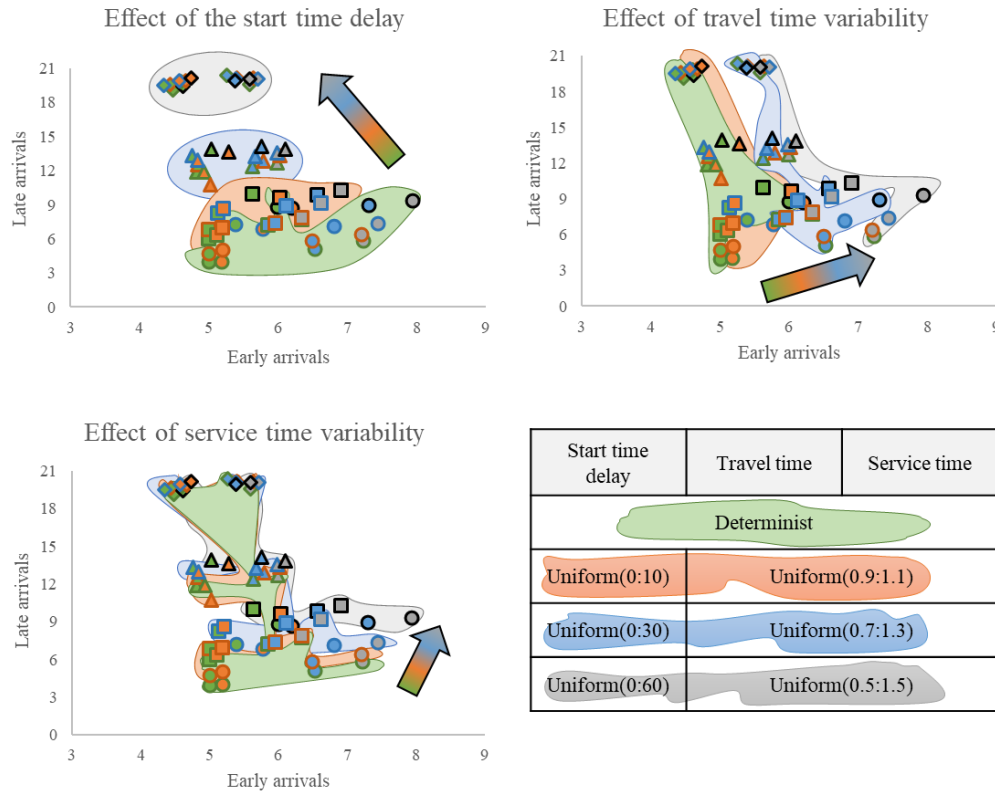 Effect of the start time delay
21
18
15
12
9
6
3
0
Late arrivals
3 4 5 6 7 8 9
Early arrivals
Effect of travel time variability
21
18
15
12
9
6
3
0
Late arrivals
3 4 5 6 7 8 9
Early arrivals
Effect of service time variability
21
18
15
12
9
6
3
0
Late arrivals
3 4 5 6 7 8 9
Early arrivals
Start time
delay
Travel time
Service time
Determinist
Uniform(0:10) Uniform(0.9:1.1)
Uniform(0:30) Uniform(0.7:1.3)
Uniform(0:60) Uniform(0.5:1.5)